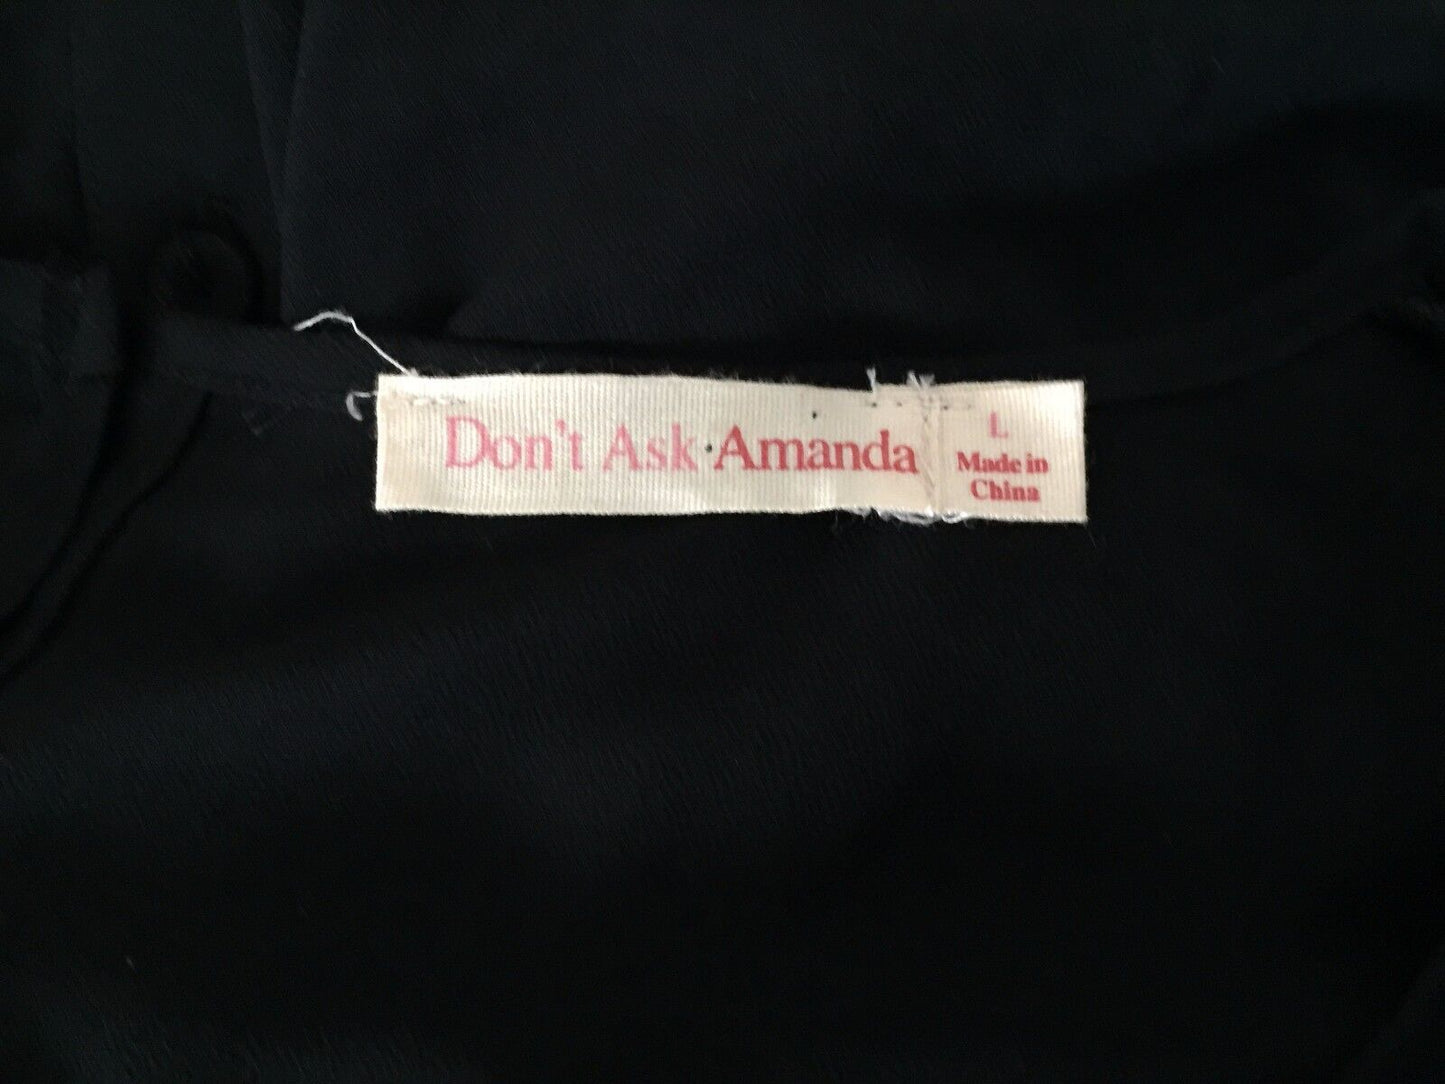 Don't Ask Amanda
L
Made in
China